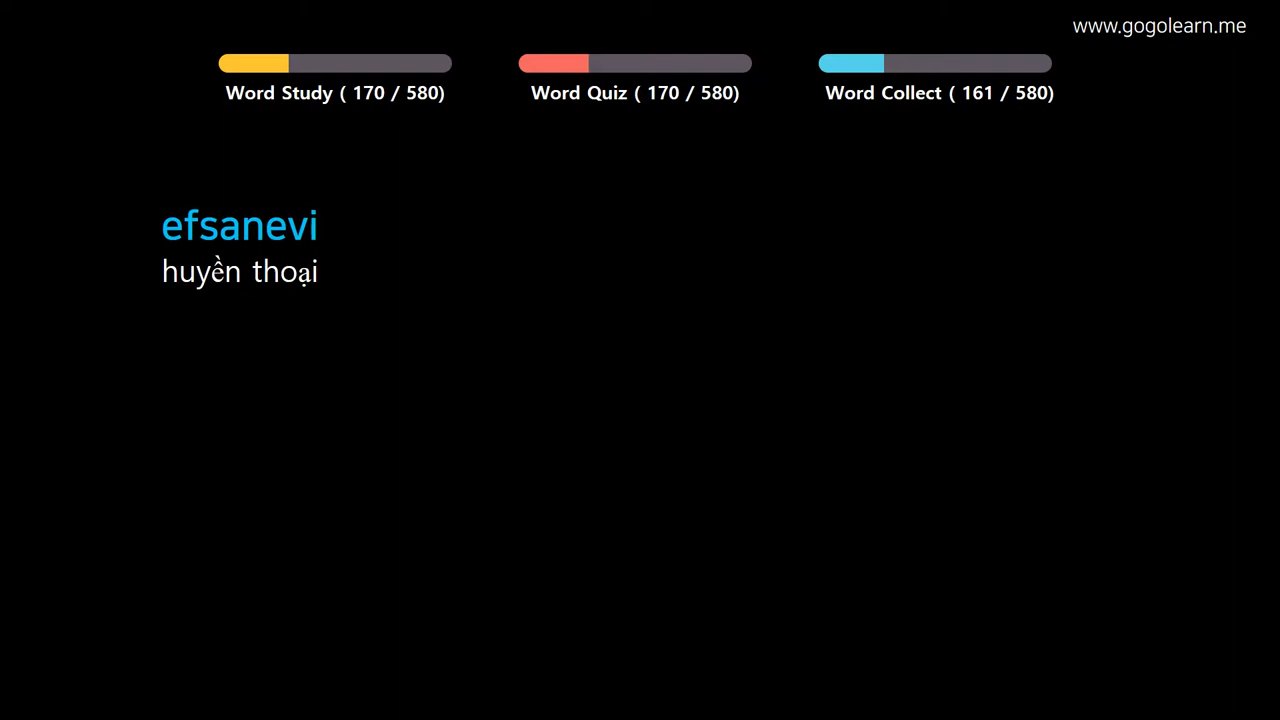 www.gogolearn.me
Word Study ( 170 / 580)
Word Quiz ( 170 / 580)
Word Collect ( 161 / 580)
efsanevi
huyền thoại